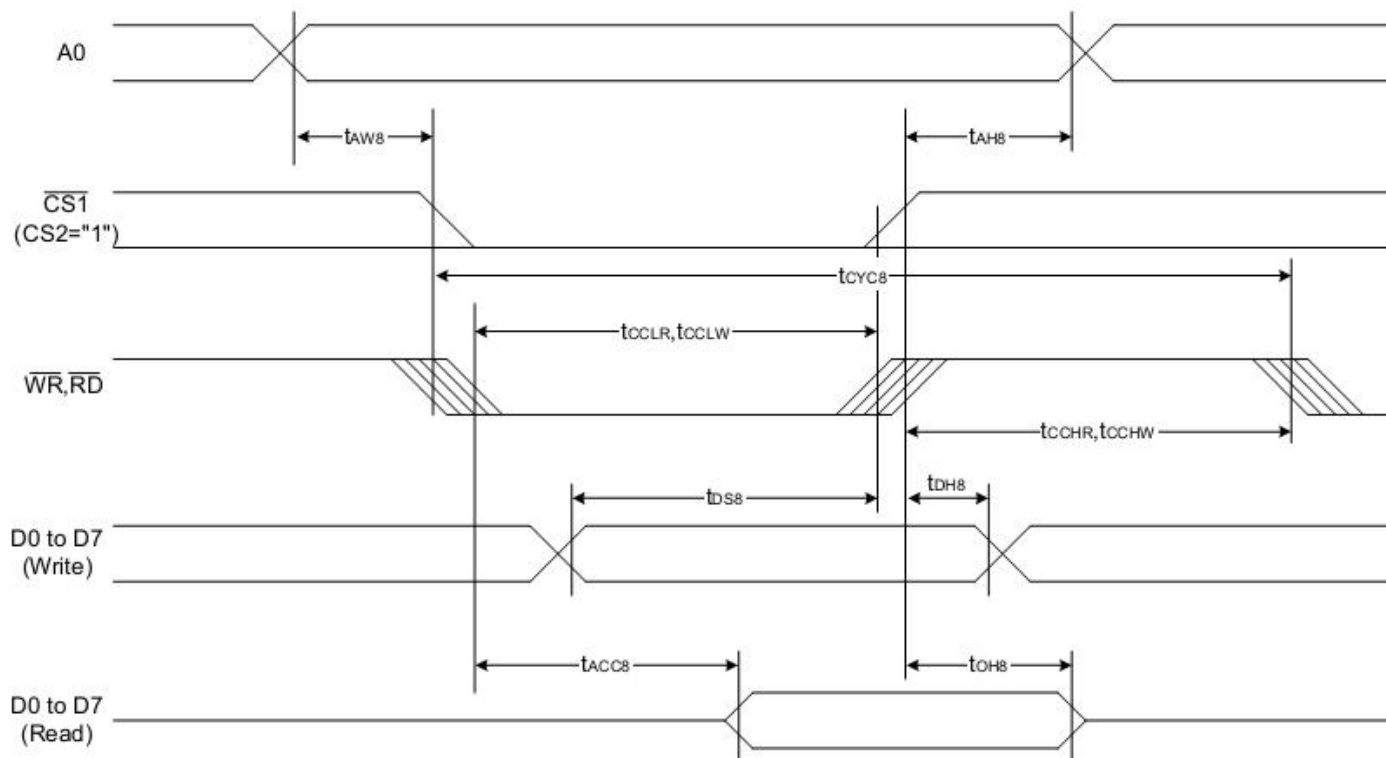 A0
tAW8
tAH8
CS1
(CS2="1")
tCYC8
tCCLR,tCCLW
WR,RD
tCCHR,tCCHW
tDS8
tDH8
D0 to D7
(Write)
tACC8
tOH8
D0 to D7
(Read)